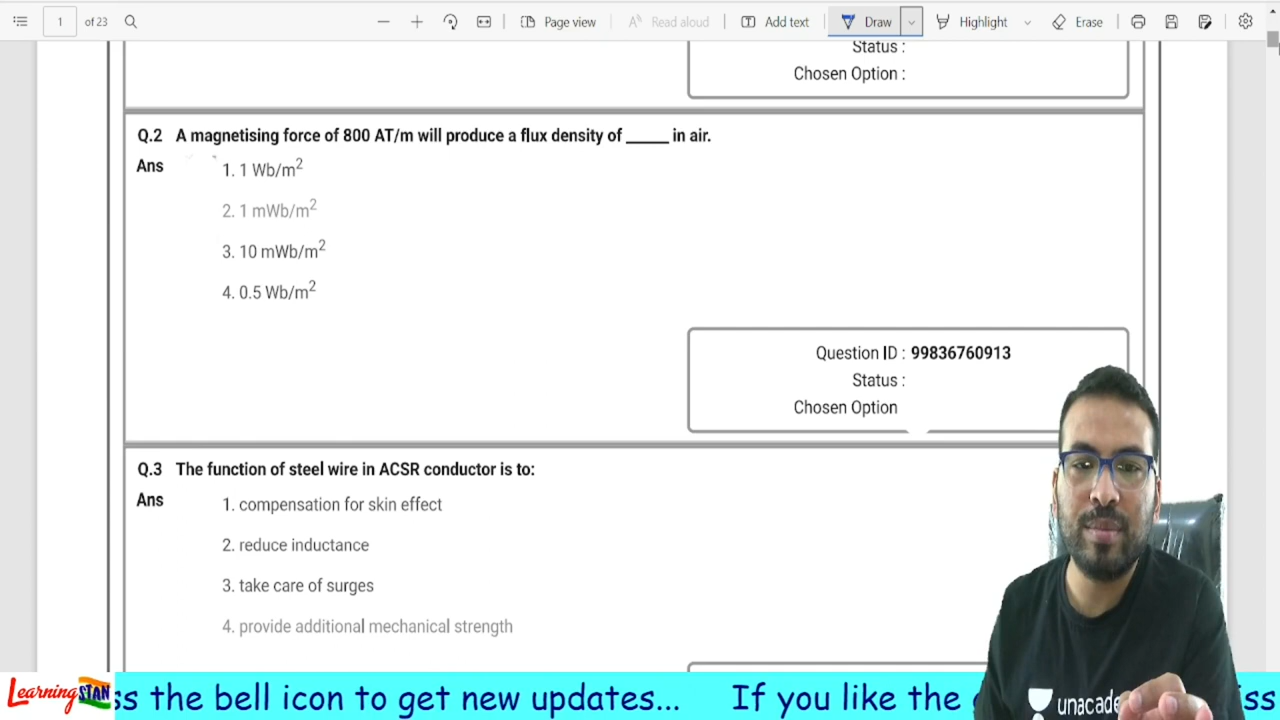 1 of 23 Page view Read aloud Add text Draw Highlight Erase
Status :
Chosen Option :
Q.2 A magnetising force of 800 AT/m will produce a flux density of _____ in air.
Ans 1. 1 Wb/m²
2. 1 mWb/m²
3. 10 mWb/m²
4. 0.5 Wb/m²
Question ID : 99836760913
Status :
Chosen Option
Q.3 The function of steel wire in ACSR conductor is to:
Ans 1. compensation for skin effect
2. reduce inductance
3. take care of surges
4. provide additional mechanical strength
Learning STAN ss the bell icon to get new updates... If you like the
unacade